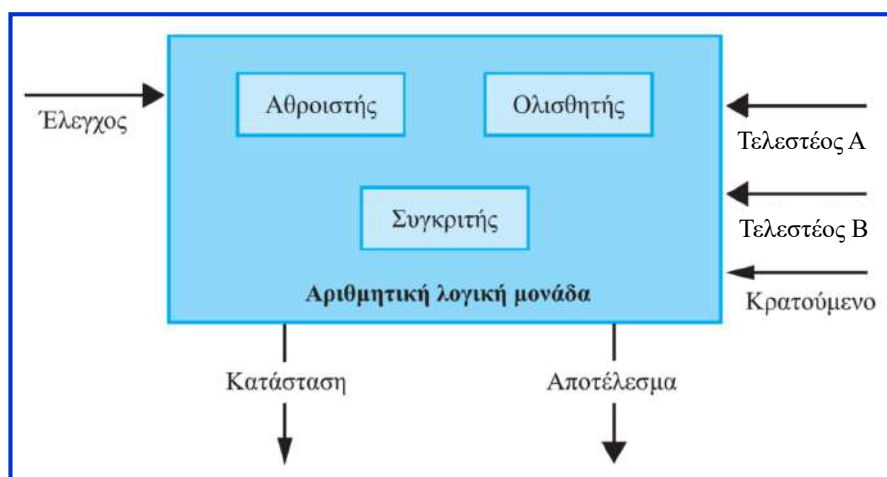 Αθροιστής
Ολισθητής
Έλεγχος
Τελεστέος Α
Συγκριτής
Τελεστέος Β
Αριθμητική λογική μονάδα
Κρατούμενο
Κατάσταση
Αποτέλεσμα